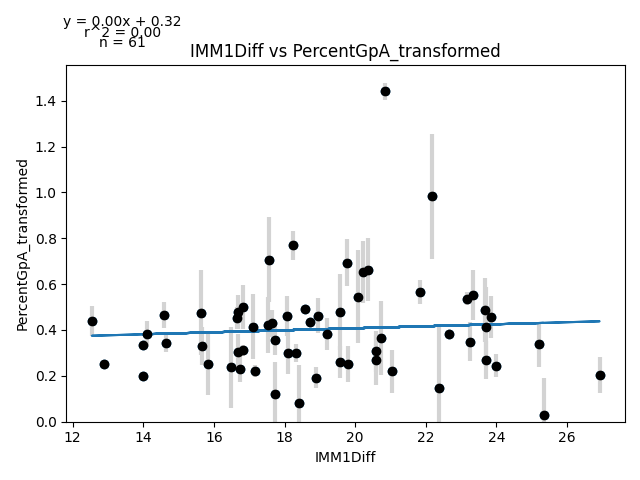 y = 0.00x + 0.32
r^2 = 0.00
n = 61
IMM1Diff vs PercentGpA_transformed
PercentGpA_transformed
1.4
1.2
1.0
0.8
0.6
0.4
0.2
0.0
12 14 16 18 20 22 24 26
IMM1Diff